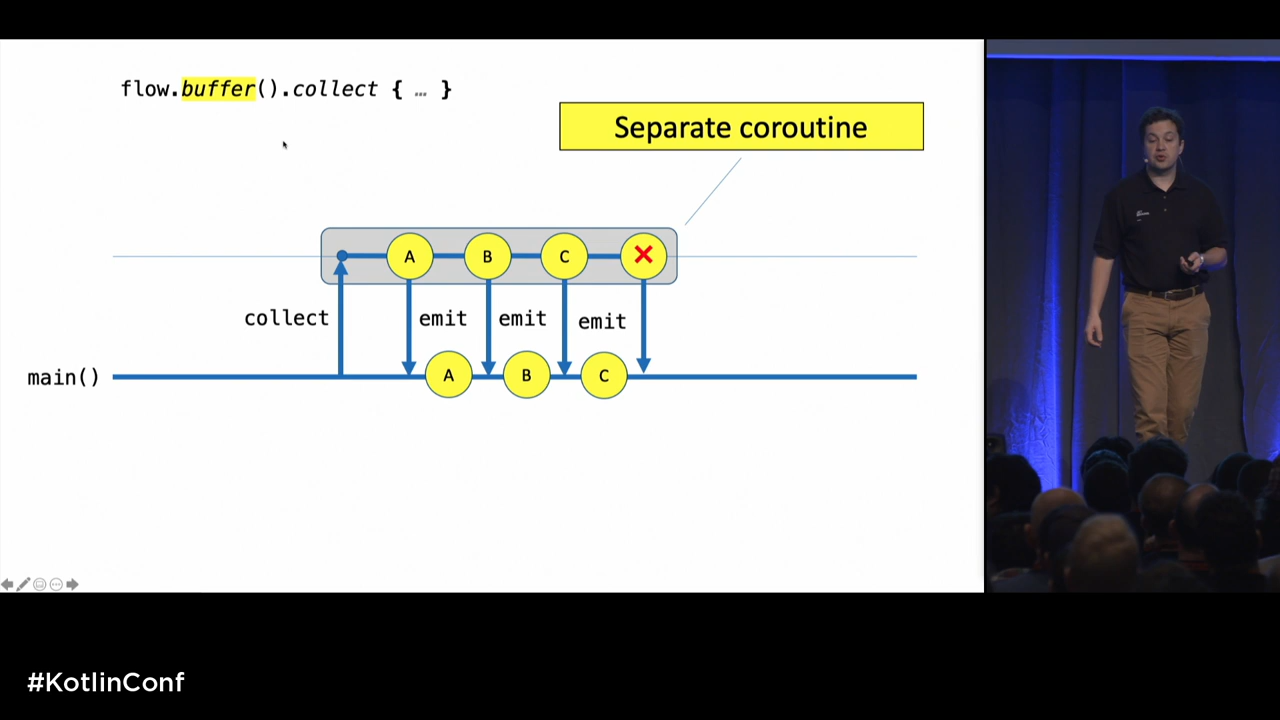 flow.buffer().collect { … }
Separate coroutine
A B C
collect emit emit emit
main() A B C
#KotlinConf